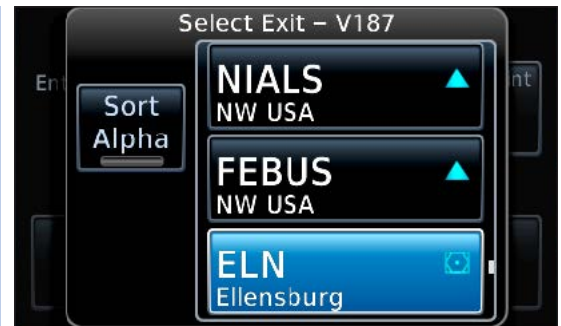 Select Exit – V187
Sort
Alpha
NIALS
NW USA
FEBUS
NW USA
ELN
Ellensburg